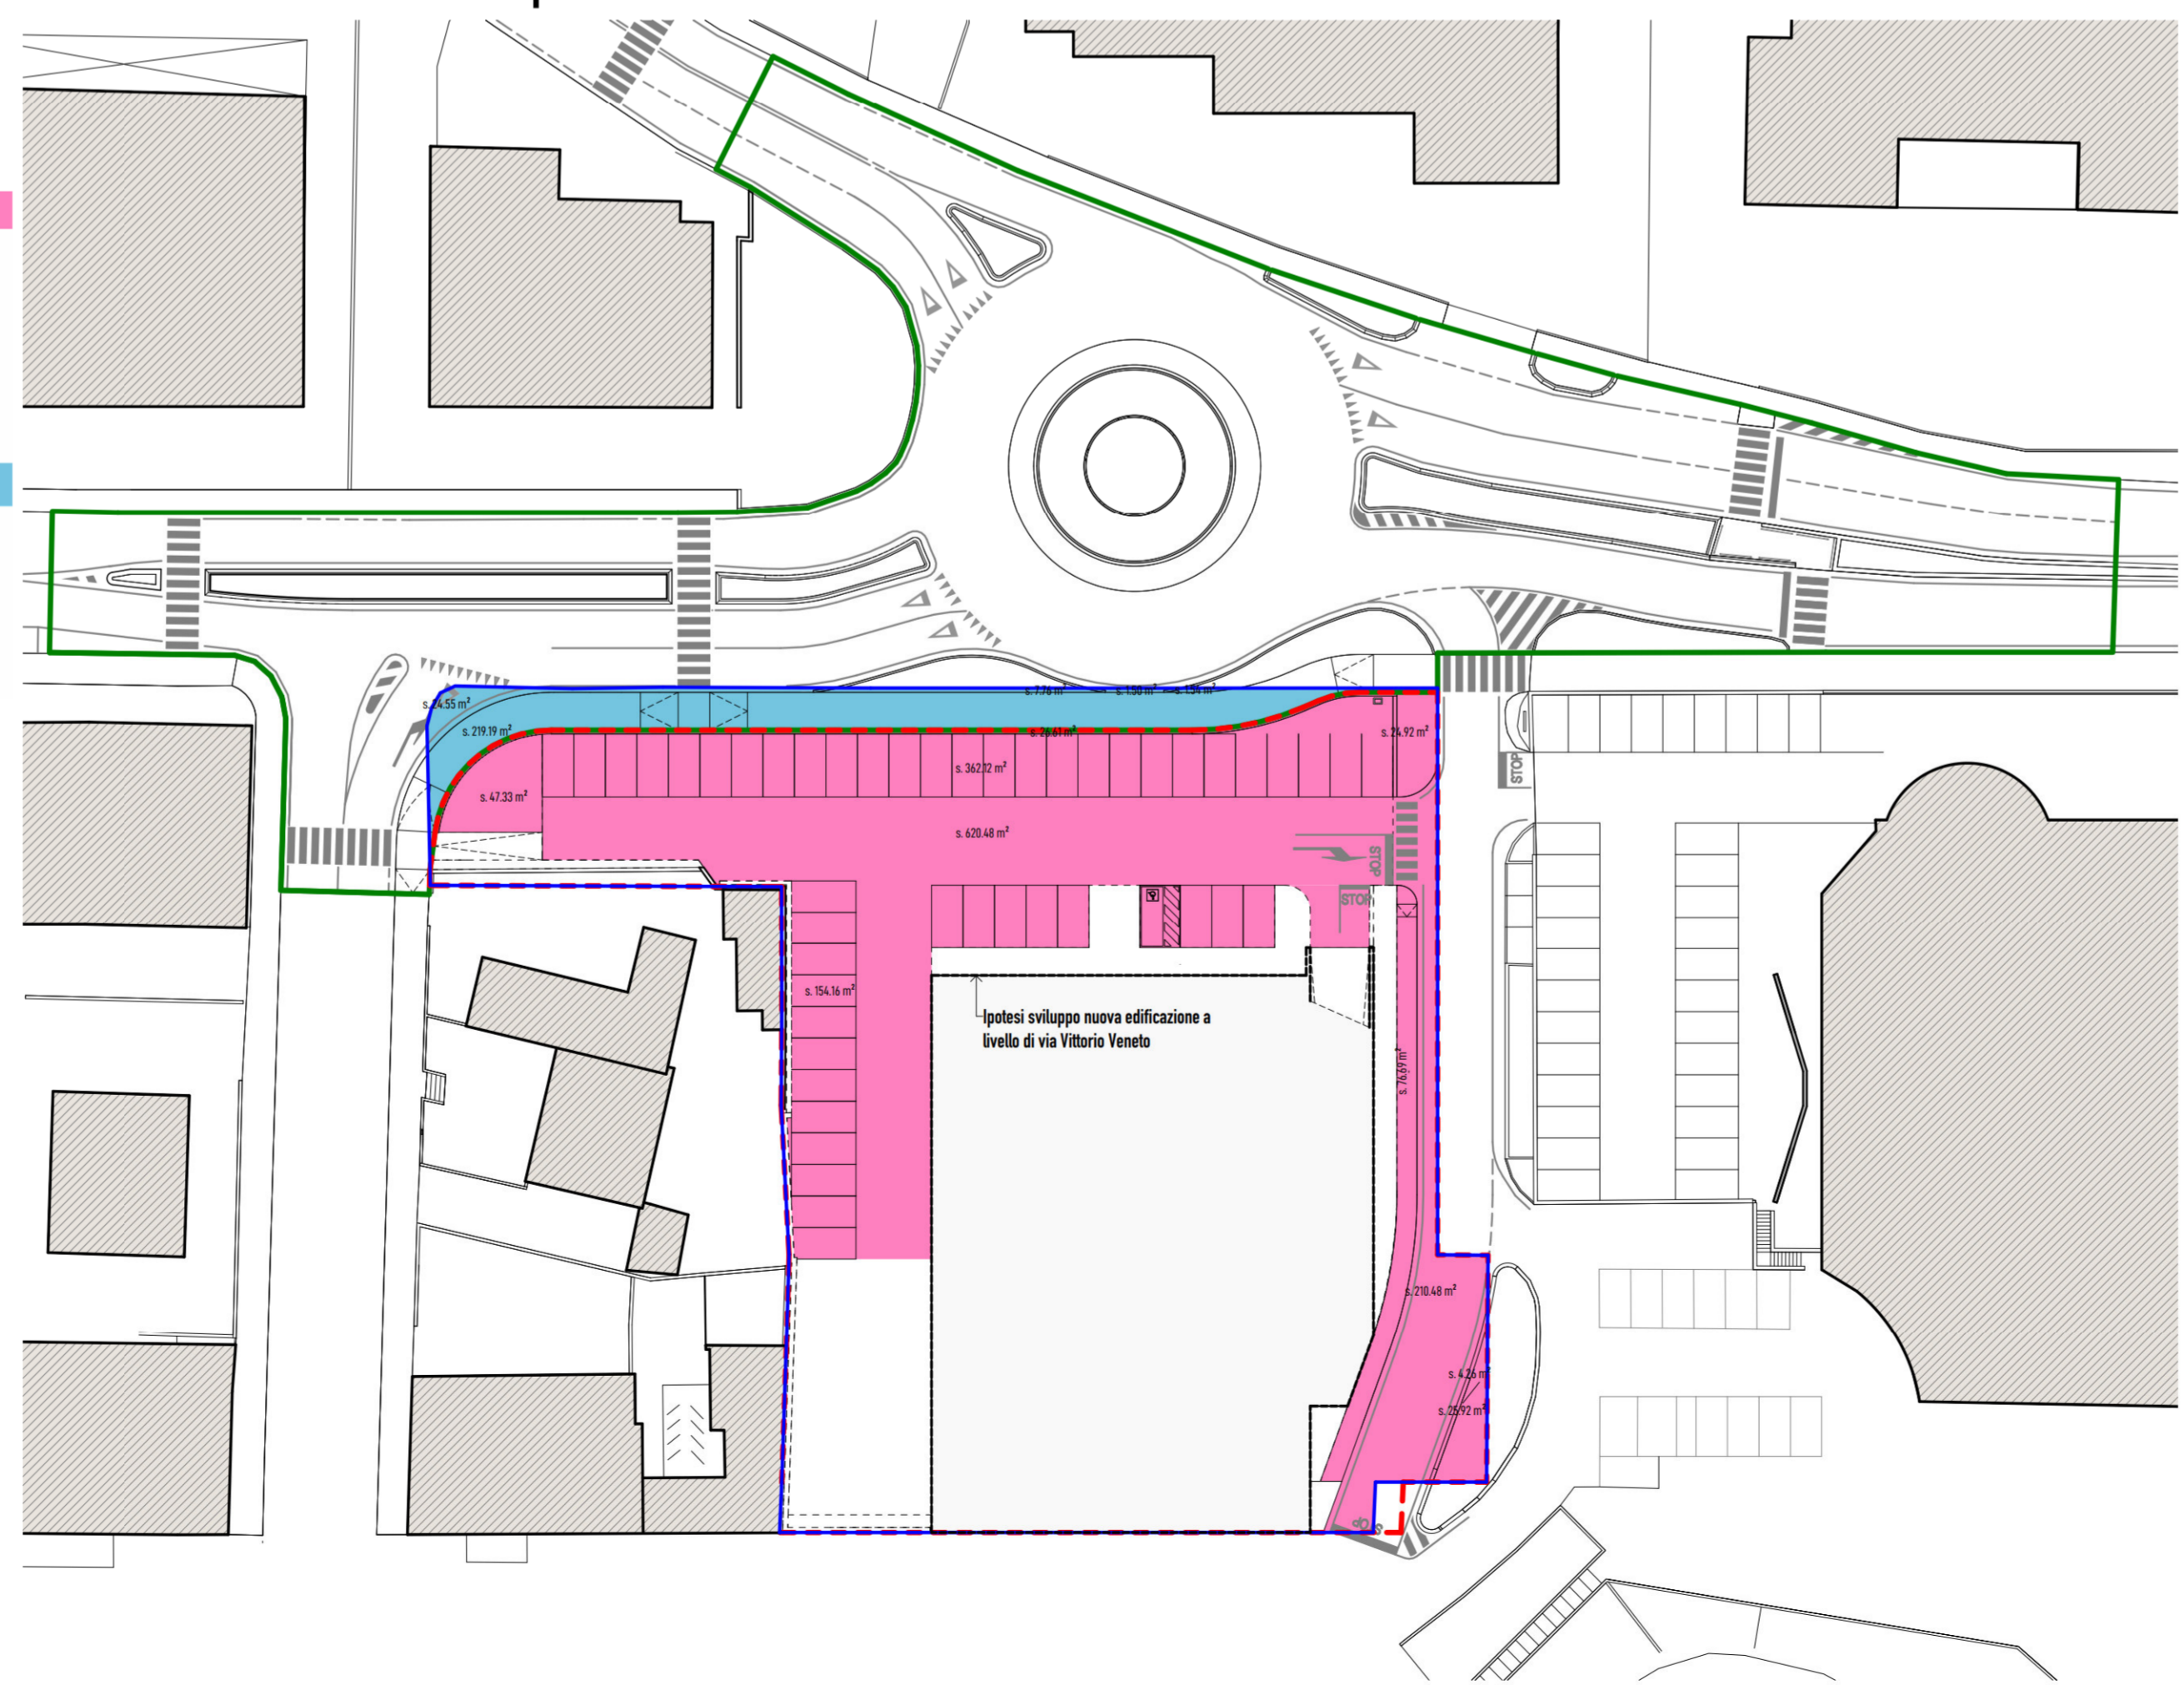 s. 7.76 m²
s. 1.50 m²
s. 1.54 m²
s. 24.55 m²
s. 219.19 m²
s. 26.61 m²
s. 24.92 m²
s. 362.12 m²
STOP
s. 47.33 m²
s. 620.48 m²
STOP
STOP
s. 154.16 m²
Ipotesi sviluppo nuova edificazione a
livello di via Vittorio Veneto
s. 76.69 m²
s. 210.48 m²
s. 4.26 m
s. 25.92 m²